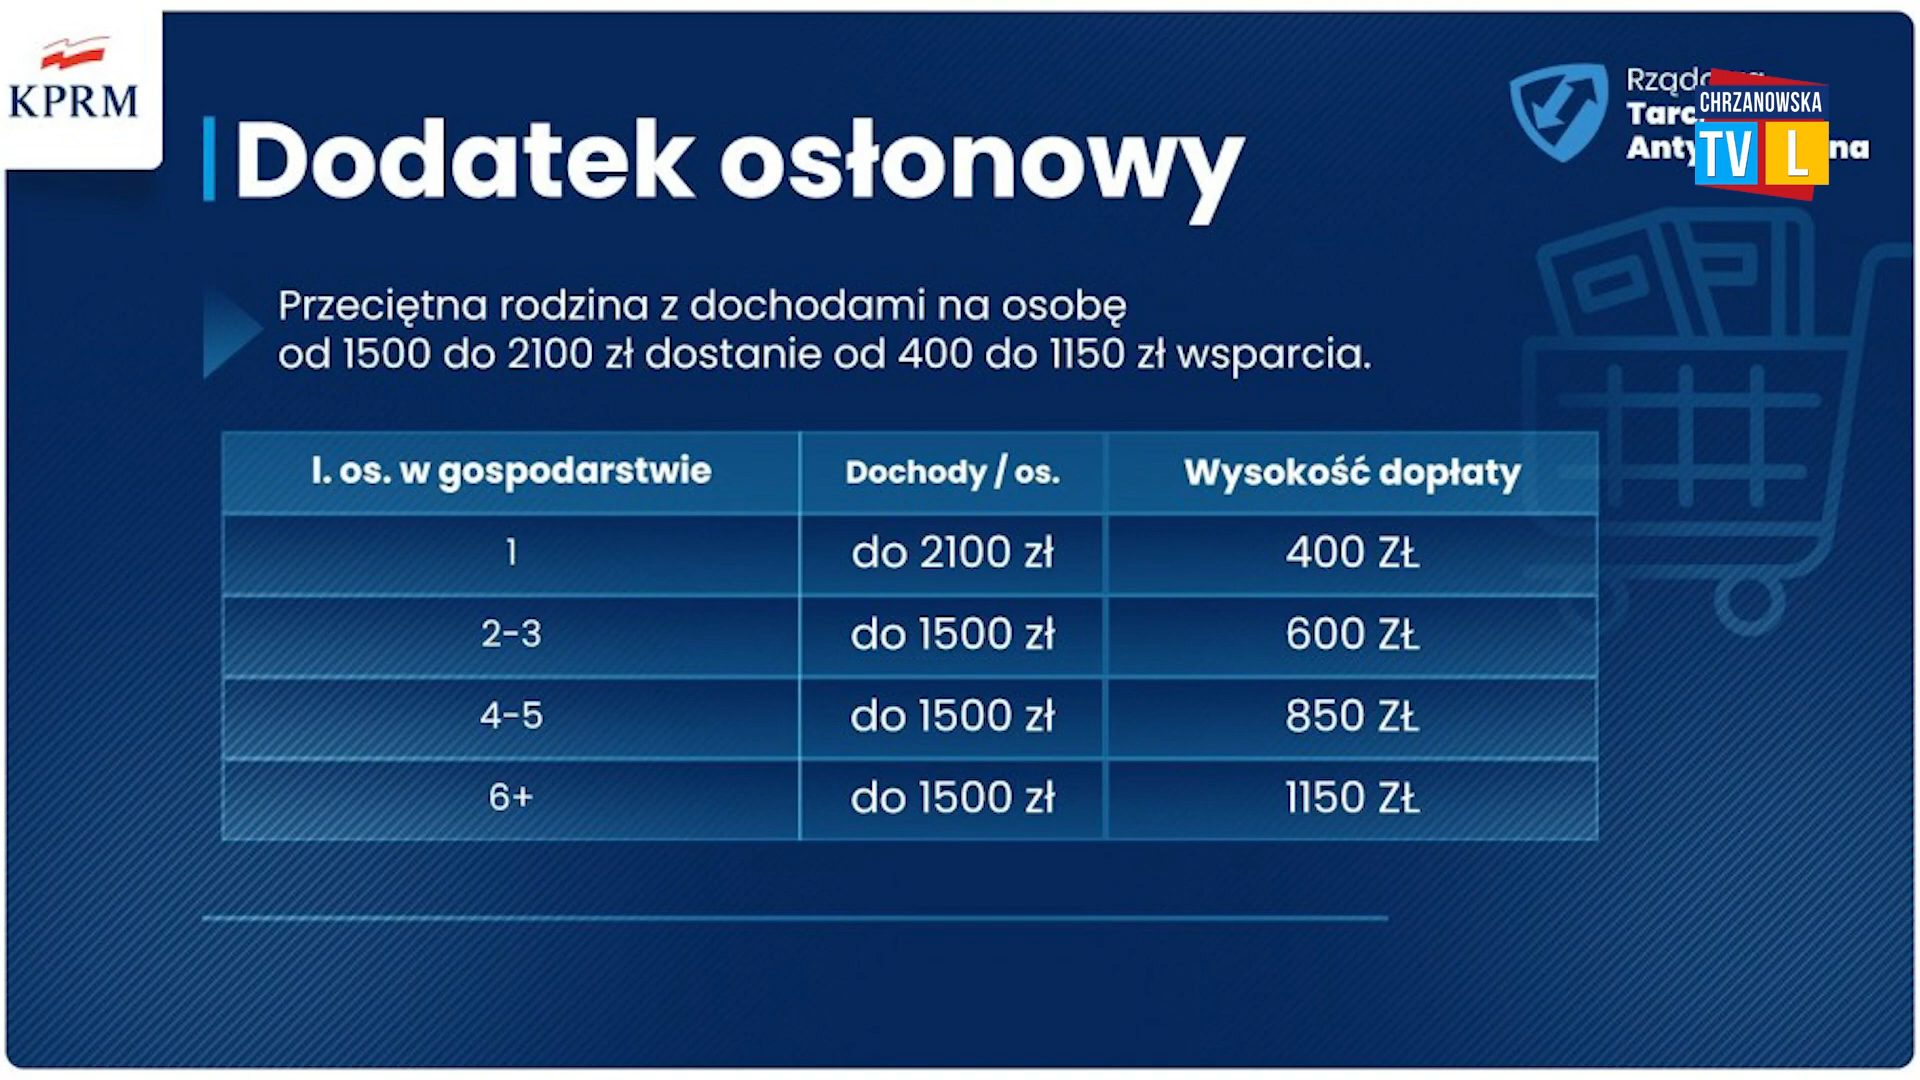 KPRM
Dodatek osłonowy
CHRZANOWSKA
TV L
Przeciętna rodzina z dochodami na osobę
od 1500 do 2100 zł dostanie od 400 do 1150 zł wsparcia.
l. os. w gospodarstwie Dochody / os. Wysokość dopłaty
1 do 2100 zł 400 ZŁ
2-3 do 1500 zł 600 ZŁ
4-5 do 1500 zł 850 ZŁ
6+ do 1500 zł 1150 ZŁ